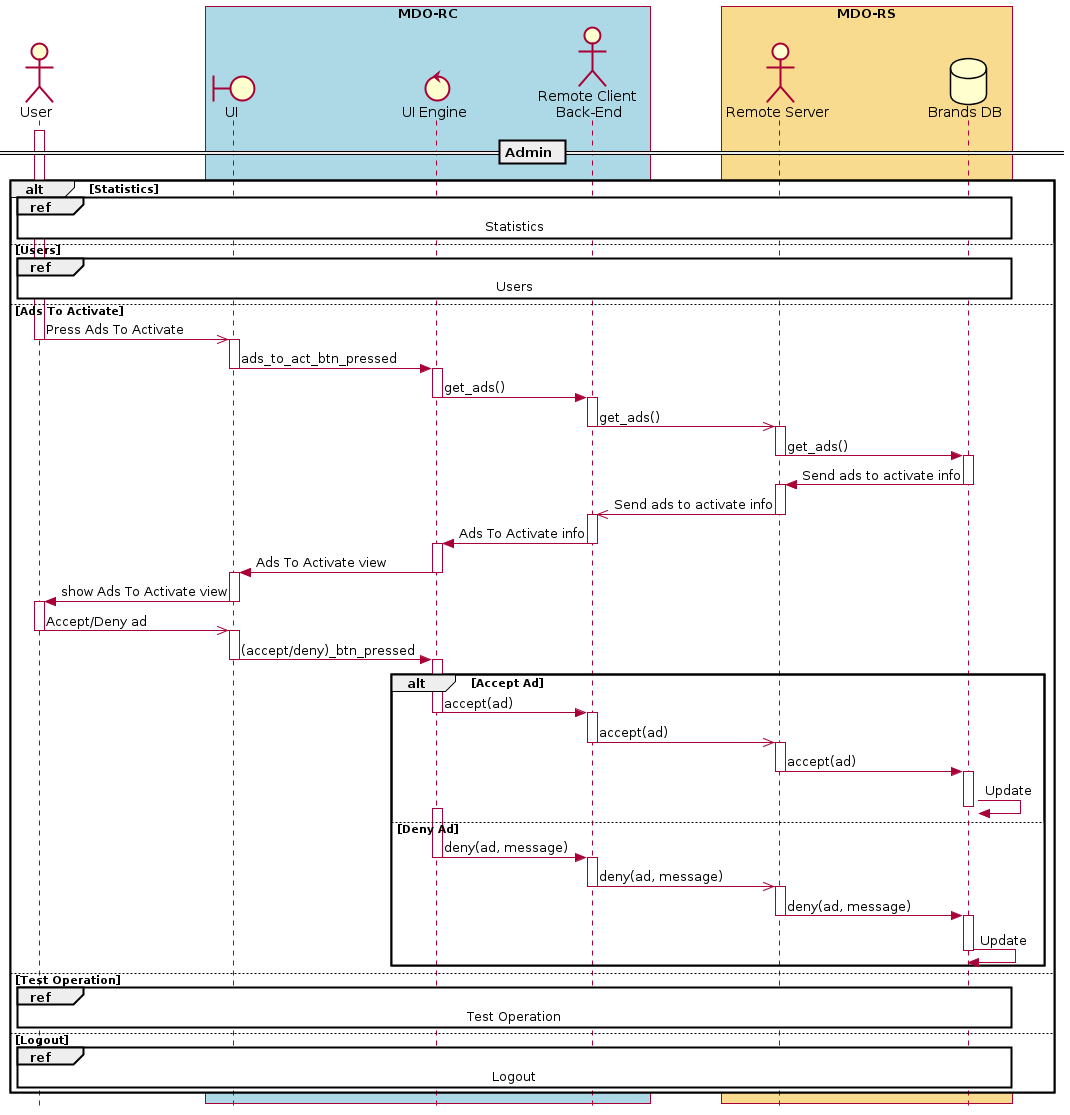 MDO-RC
MDO-RS
User
UI
UI Engine
Remote Client
Back-End
Remote Server
Brands DB
Admin
alt
[Statistics]
ref
Statistics
[Users]
ref
Users
[Ads To Activate]
Press Ads To Activate
ads_to_act_btn_pressed
get_ads()
get_ads()
get_ads()
Send ads to activate info
Send ads to activate info
Ads To Activate info
Ads To Activate view
show Ads To Activate view
Accept/Deny ad
(accept/deny)_btn_pressed
alt
[Accept Ad]
accept(ad)
accept(ad)
accept(ad)
Update
[Deny Ad]
deny(ad, message)
deny(ad, message)
deny(ad, message)
Update
[Test Operation]
ref
Test Operation
[Logout]
ref
Logout